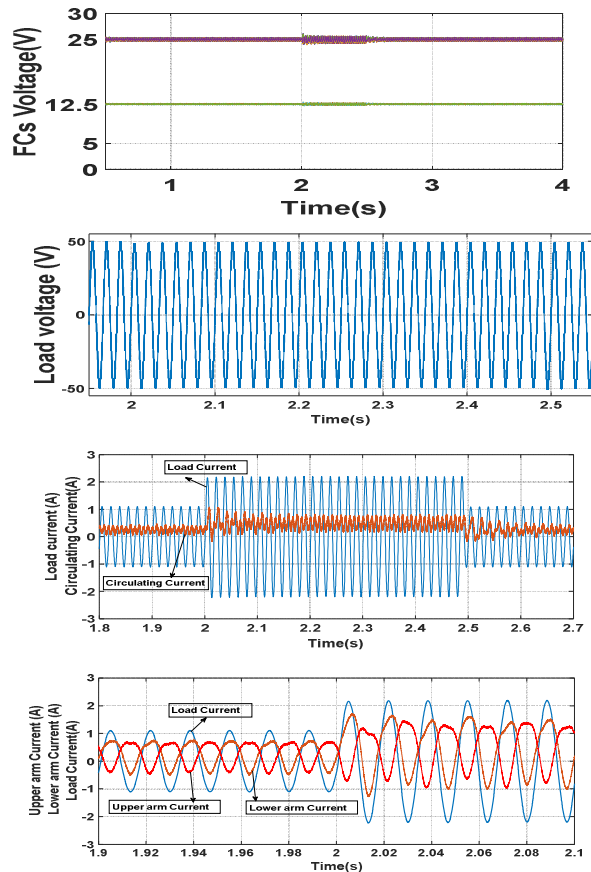 FCs Voltage(V)
30
25
12.5
5
0
1 2 3 4
Time(s)
Load voltage (V)
50
0
-50
2 2.1 2.2 2.3 2.4 2.5
Time(s)
Load current (A)
Circulating Current(A)
3
2
1
0
-1
-2
-3
Load Current
Circulating Current
1.8 1.9 2 2.1 2.2 2.3 2.4 2.5 2.6 2.7
Time(s)
Upper arm Current (A)
Lower arm Current (A)
Load Current(A)
3
2
1
0
-1
-2
-3
Load Current
Upper arm Current
Lower arm Current
1.9 1.92 1.94 1.96 1.98 2 2.02 2.04 2.06 2.08 2.1
Time(s)